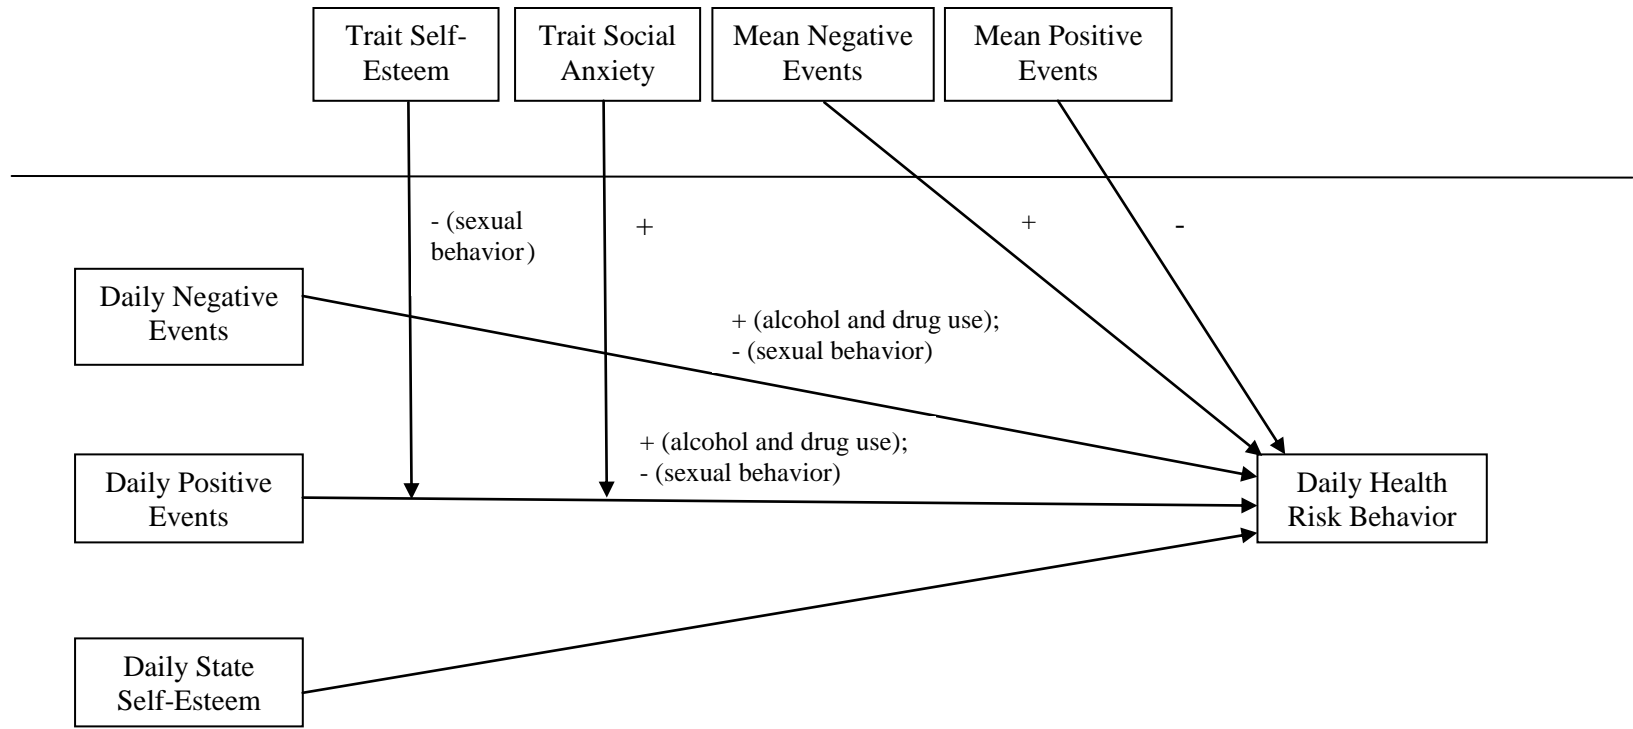 Trait Self-
Esteem
Trait Social
Anxiety
Mean Negative
Events
Mean Positive
Events
- (sexual
behavior)
+
+
-
Daily Negative
Events
+ (alcohol and drug use);
- (sexual behavior)
+ (alcohol and drug use);
- (sexual behavior)
Daily Positive
Events
Daily Health
Risk Behavior
Daily State
Self-Esteem